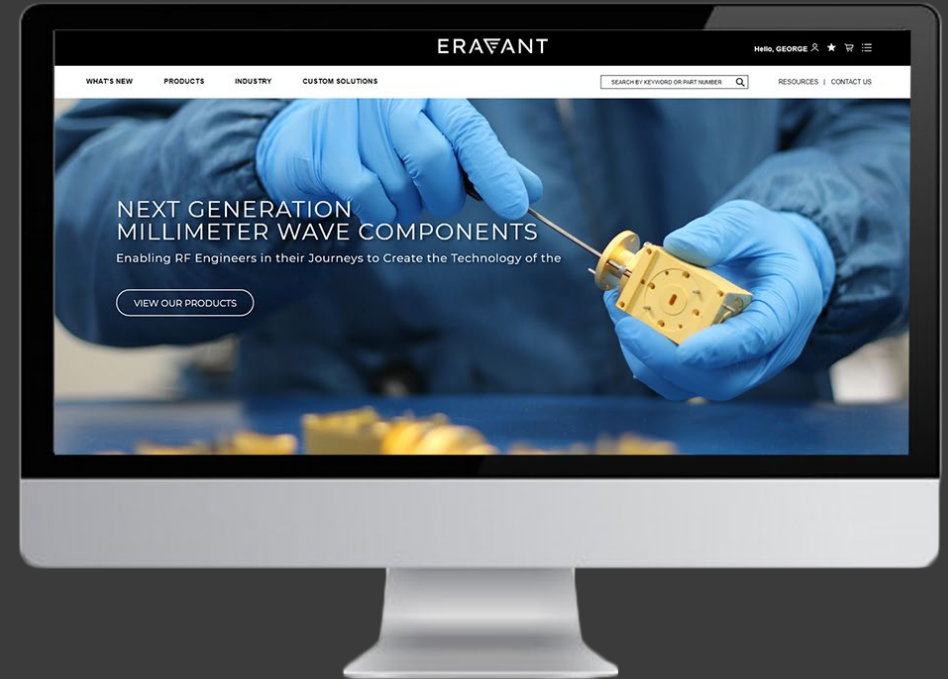 ERAVANT
Hello, GEORGE
WHAT'S NEW PRODUCTS INDUSTRY CUSTOM SOLUTIONS
SEARCH BY KEYWORD OR PART NUMBER
RESOURCES | CONTACT US
NEXT GENERATION
MILLIMETER WAVE COMPONENTS
Enabling RF Engineers in their Journeys to Create the Technology of the
VIEW OUR PRODUCTS